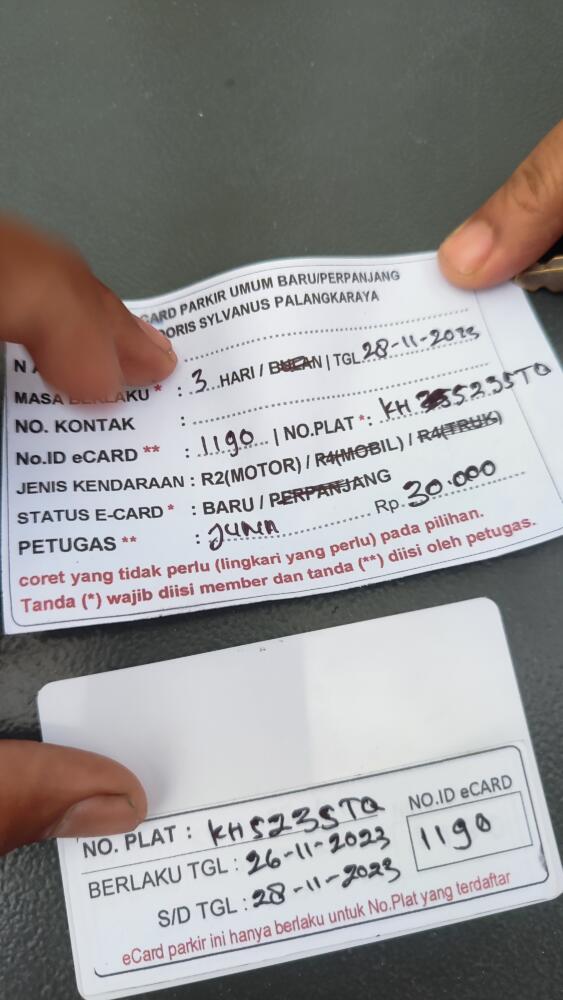 CARD PARKIR UMUM BARU/PERPANJANG
DORIS SYLVANUS PALANGKARAYA
NA
MASA BERLAKU * : 3 HARI / BULAN | TGL 28-11-2023
NO. KONTAK :
No.ID eCARD ** : 1190 | NO.PLAT *: KH 5235TQ
JENIS KENDARAAN : R2(MOTOR) / R4(MOBIL) / R4(TRUK)
STATUS E-CARD * : BARU / PERPANJANG
PETUGAS ** : JUNA Rp. 30.000
coret yang tidak perlu (lingkari yang perlu) pada pilihan.
Tanda (*) wajib diisi member dan tanda (**) diisi oleh petugas.
NO. PLAT : KH5235TQ
NO.ID eCARD
BERLAKU TGL : 26-11-2023
1190
S/D TGL : 28-11-2023
eCard parkir ini hanya berlaku untuk No.Plat yang terdaftar